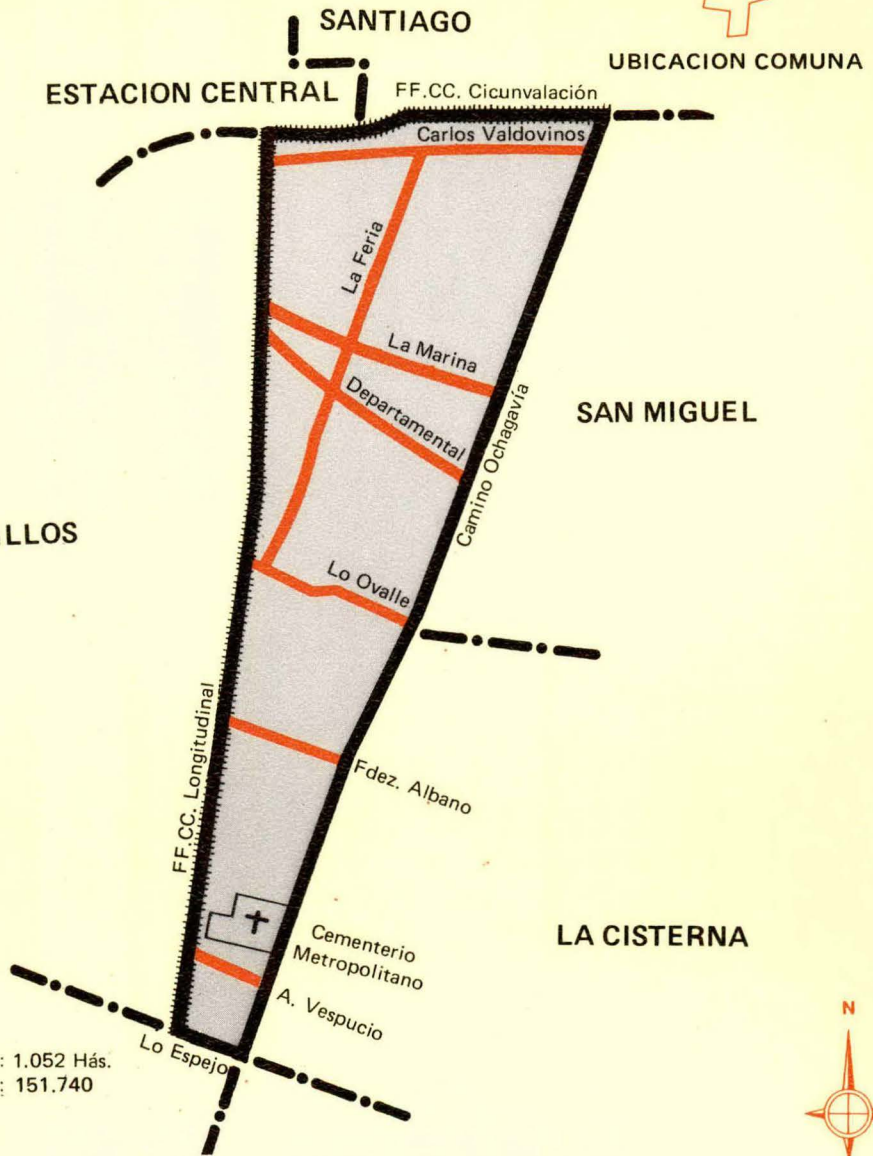 SANTIAGO
UBICACION COMUNA
ESTACION CENTRAL
FF.CC. Cicunvalación
Carlos Valdovinos
La Feria
La Marina
Departamental
Camino Ochagavía
SAN MIGUEL
LLOS
Lo Ovalle
FF.CC. Longitudinal
Fdez. Albano
Cementerio
Metropolitano
LA CISTERNA
A. Vespucio
N
Lo Espejo
: 1.052 Hás.
: 151.740